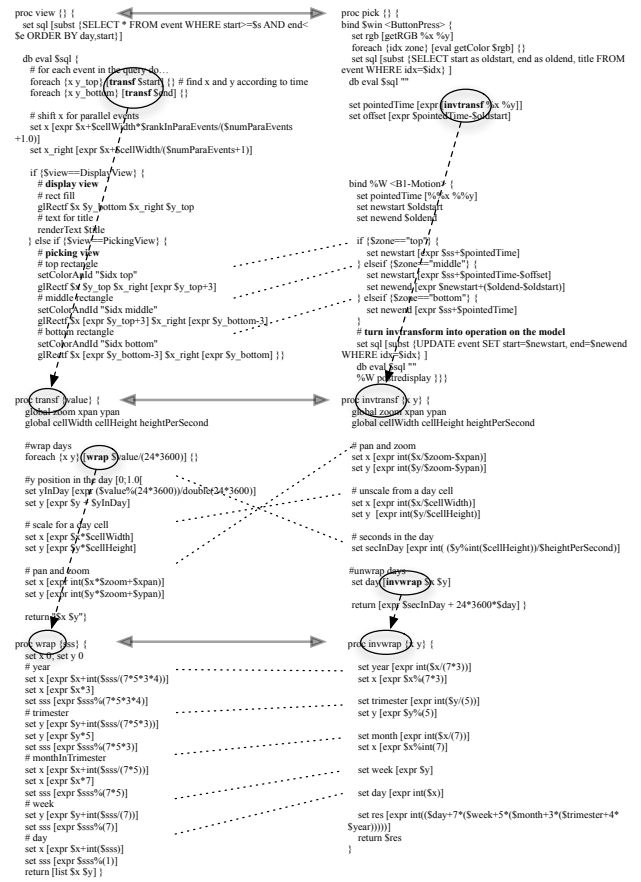 proc view {} {
set sql [subst {SELECT * FROM event WHERE start>=$s AND end<
$e ORDER BY day,start}]
db eval $sql {
# for each event in the query do…
foreach {x y_top} [transf $start] {} # find x and y according to time
foreach {x y_bottom} [transf $end] {}
# shift x for parallel events
set x [expr $x+$cellWidth*$rankInParaEvents/($numParaEvents
+1.0)]
set x_right [expr $x+$cellWidth/($numParaEvents+1)]
if {$view==DisplayView} {
# display view
# rect fill
glRectf $x $y_bottom $x_right $y_top
# text for title
renderText $title
} else if {$view==PickingView} {
# picking view
# top rectangle
setColorAndId "$idx top"
glRectf $x $y_top $x_right [expr $y_top+3]
# middle rectangle
setColorAndId "$idx middle"
glRectf $x [expr $y_top+3] $x_right [expr $y_bottom-3]
# bottom rectangle
setColorAndId "$idx bottom"
glRectf $x [expr $y_bottom-3] $x_right [expr $y_bottom] }}
proc transf {value} {
global zoom xpan ypan
global cellWidth cellHeight heightPerSecond
#wrap days
foreach {x y} [wrap $value/(24*3600)] {}
#y position in the day [0;1.0[
set yInDay [expr ($value%(24*3600))/double(24*3600)]
set y [expr $y + $yInDay]
# scale for a day cell
set x [expr $x*$cellWidth]
set y [expr $y*$cellHeight]
# pan and zoom
set x [expr int($x*$zoom+$xpan)]
set y [expr int($y*$zoom+$ypan)]
return "$x $y"}
proc wrap {sss} {
set x 0; set y 0
# year
set x [expr $x+int($sss/(7*5*3*4))]
set x [expr $x*3]
set sss [expr $sss%(7*5*3*4)]
# trimester
set y [expr $y+int($sss/(7*5*3))]
set y [expr $y*5]
set sss [expr $sss%(7*5*3)]
# monthInTrimester
set x [expr $x+int($sss/(7*5))]
set x [expr $x*7]
set sss [expr $sss%(7*5)]
# week
set y [expr $y+int($sss/(7))]
set sss [expr $sss%(7)]
# day
set x [expr $x+int($sss)]
set sss [expr $sss%(1)]
return [list $x $y] }
proc pick {} {
bind $win <ButtonPress> {
set rgb [getRGB %x %y]
foreach {idx zone} [eval getColor $rgb] {}
set sql [subst {SELECT start as oldstart, end as oldend, title FROM
event WHERE idx=$idx} ]
db eval $sql ""
set pointedTime [expr [invtransf %x %y]]
set offset [expr $pointedTime-$oldstart]
bind %W <B1-Motion> {
set pointedTime [%%x %%y]
set newstart $oldstart
set newend $oldend
if {$zone=="top"} {
set newstart [expr $ss+$pointedTime]
} elseif {$zone=="middle"} {
set newstart [expr $ss+$pointedTime-$offset]
set newend [expr $newstart+($oldend-$oldstart)]
} elseif {$zone=="bottom"} {
set newend [expr $ss+$pointedTime]
}
# turn invtransform into operation on the model
set sql [subst {UPDATE event SET start=$newstart, end=$newend
WHERE idx=$idx} ]
db eval $sql ""
%W postredisplay }}}
proc invtransf {x y} {
global zoom xpan ypan
global cellWidth cellHeight heightPerSecond
# pan and zoom
set x [expr int($x/$zoom-$xpan)]
set y [expr int($y/$zoom-$ypan)]
# unscale from a day cell
set x [expr int($x/$cellWidth)]
set y [expr int($y/$cellHeight)]
# seconds in the day
set secInDay [expr int( ($y%int($cellHeight))/$heightPerSecond)]
#unwrap days
set day [invwrap $x $y]
return [expr $secInDay + 24*3600*$day] }
proc invwrap {x y} {
set year [expr int($x/(7*3))]
set x [expr $x%(7*3)]
set trimester [expr int($y/(5))]
set y [expr $y%(5)]
set month [expr int($x/(7))]
set x [expr $x%int(7)]
set week [expr $y]
set day [expr int($x)]
set res [expr int(($day+7*($week+5*($month+3*($trimester+4*
$year)))))]
return $res
}